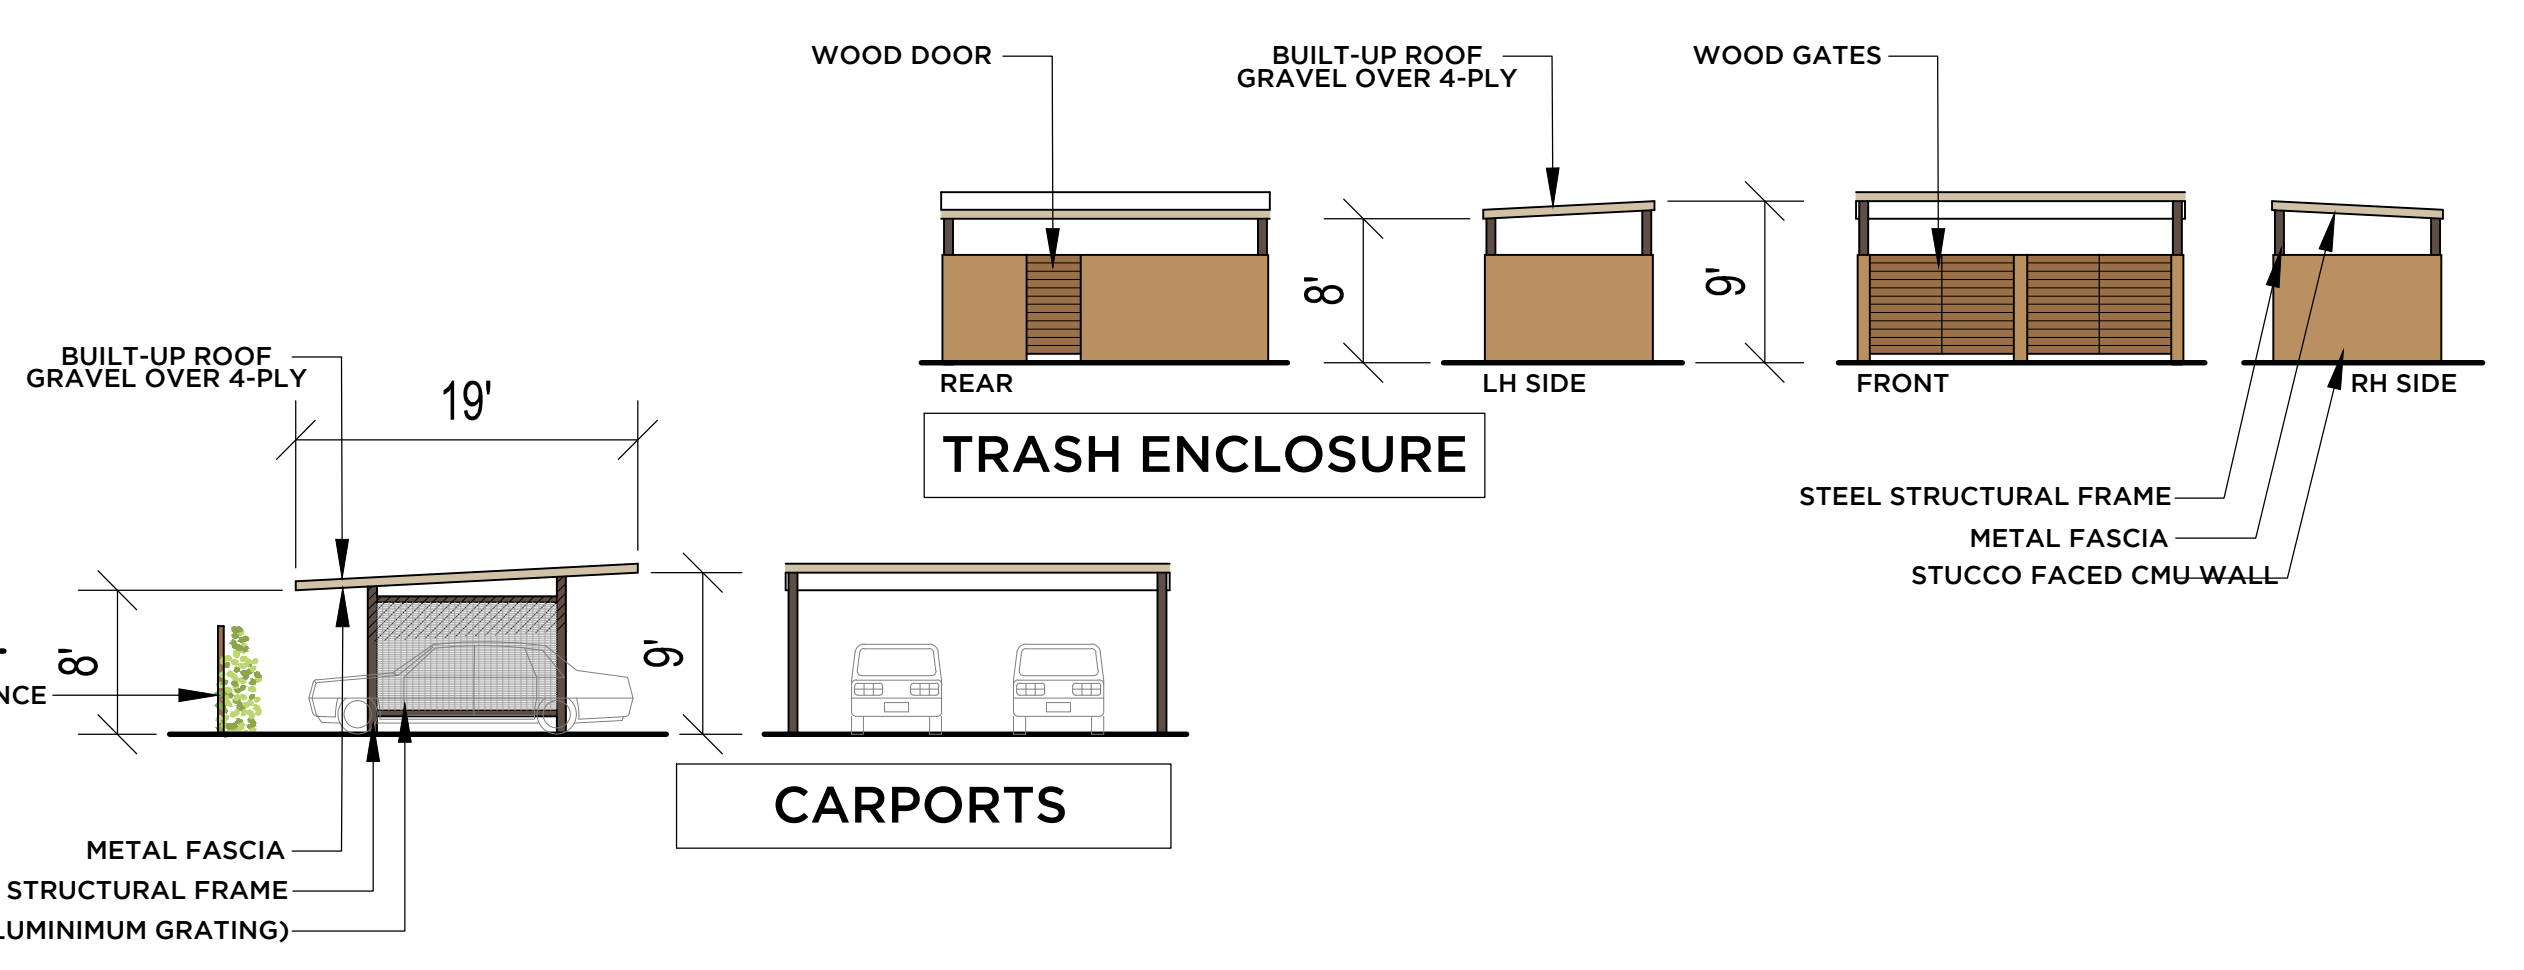 WOOD DOOR
BUILT-UP ROOF
GRAVEL OVER 4-PLY
WOOD GATES
8'
9'
REAR
LH SIDE
FRONT
RH SIDE
TRASH ENCLOSURE
STEEL STRUCTURAL FRAME
METAL FASCIA
STUCCO FACED CMU WALL
BUILT-UP ROOF
GRAVEL OVER 4-PLY
19'
8'
9'
NCE
CARPORTS
METAL FASCIA
STRUCTURAL FRAME
LUMINIMUM GRATING)